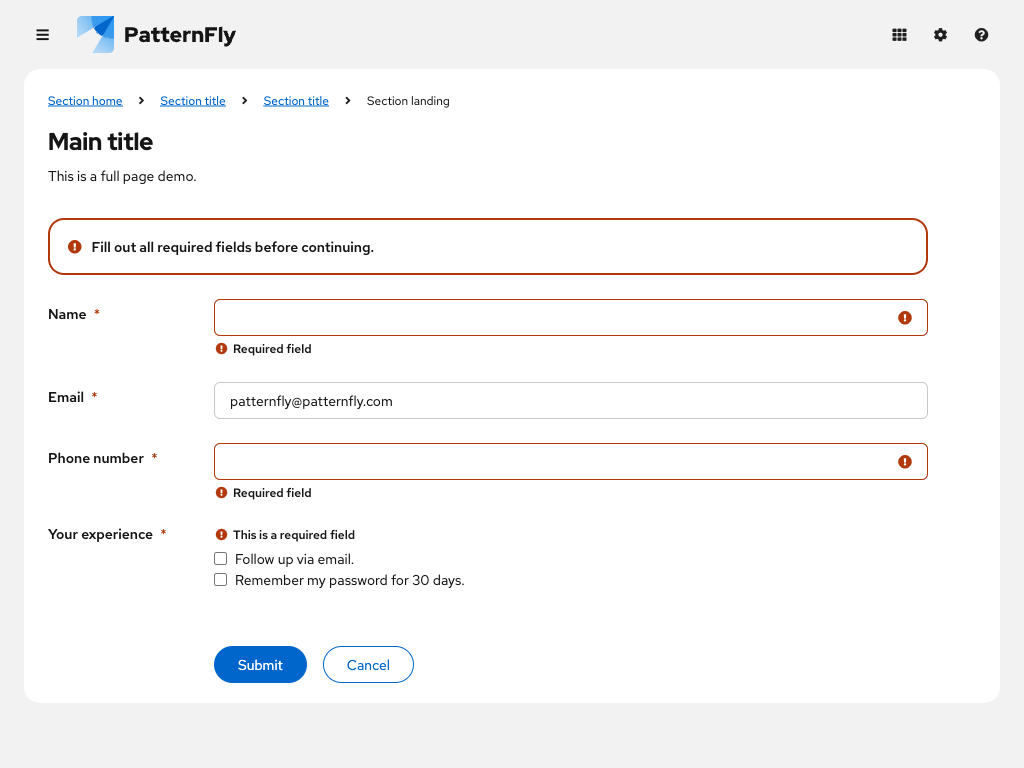 PatternFly
Section home
Section title
Section title
Section landing
Main title
This is a full page demo.
Fill out all required fields before continuing.
Name *
Required field
Email *
patternfly@patternfly.com
Phone number *
Required field
Your experience *
This is a required field
Follow up via email.
Remember my password for 30 days.
Submit
Cancel